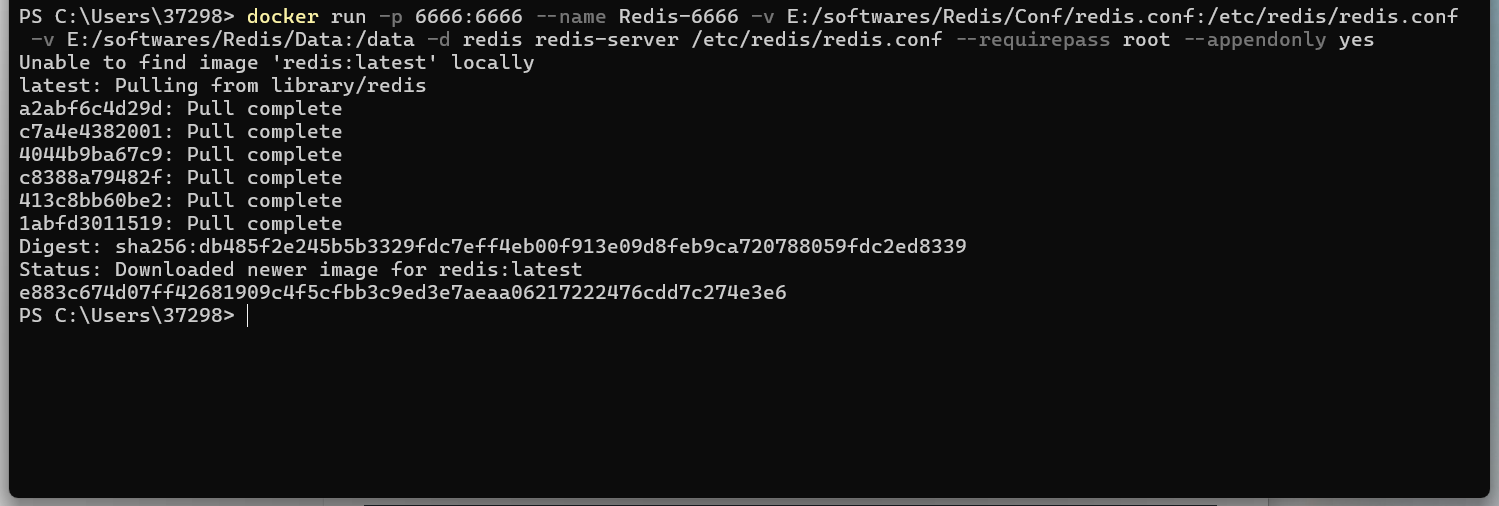 PS C:\Users\37298> docker run -p 6666:6666 --name Redis-6666 -v E:/softwares/Redis/Conf/redis.conf:/etc/redis/redis.conf
-v E:/softwares/Redis/Data:/data -d redis redis-server /etc/redis/redis.conf --requirepass root --appendonly yes
Unable to find image 'redis:latest' locally
latest: Pulling from library/redis
a2abf6c4d29d: Pull complete
c7a4e4382001: Pull complete
4044b9ba67c9: Pull complete
c8388a79482f: Pull complete
413c8bb60be2: Pull complete
1abfd3011519: Pull complete
Digest: sha256:db485f2e245b5b3329fdc7eff4eb00f913e09d8feb9ca720788059fdc2ed8339
Status: Downloaded newer image for redis:latest
e883c674d07ff42681909c4f5cfbb3c9ed3e7aeaa06217222476cdd7c274e3e6
PS C:\Users\37298>